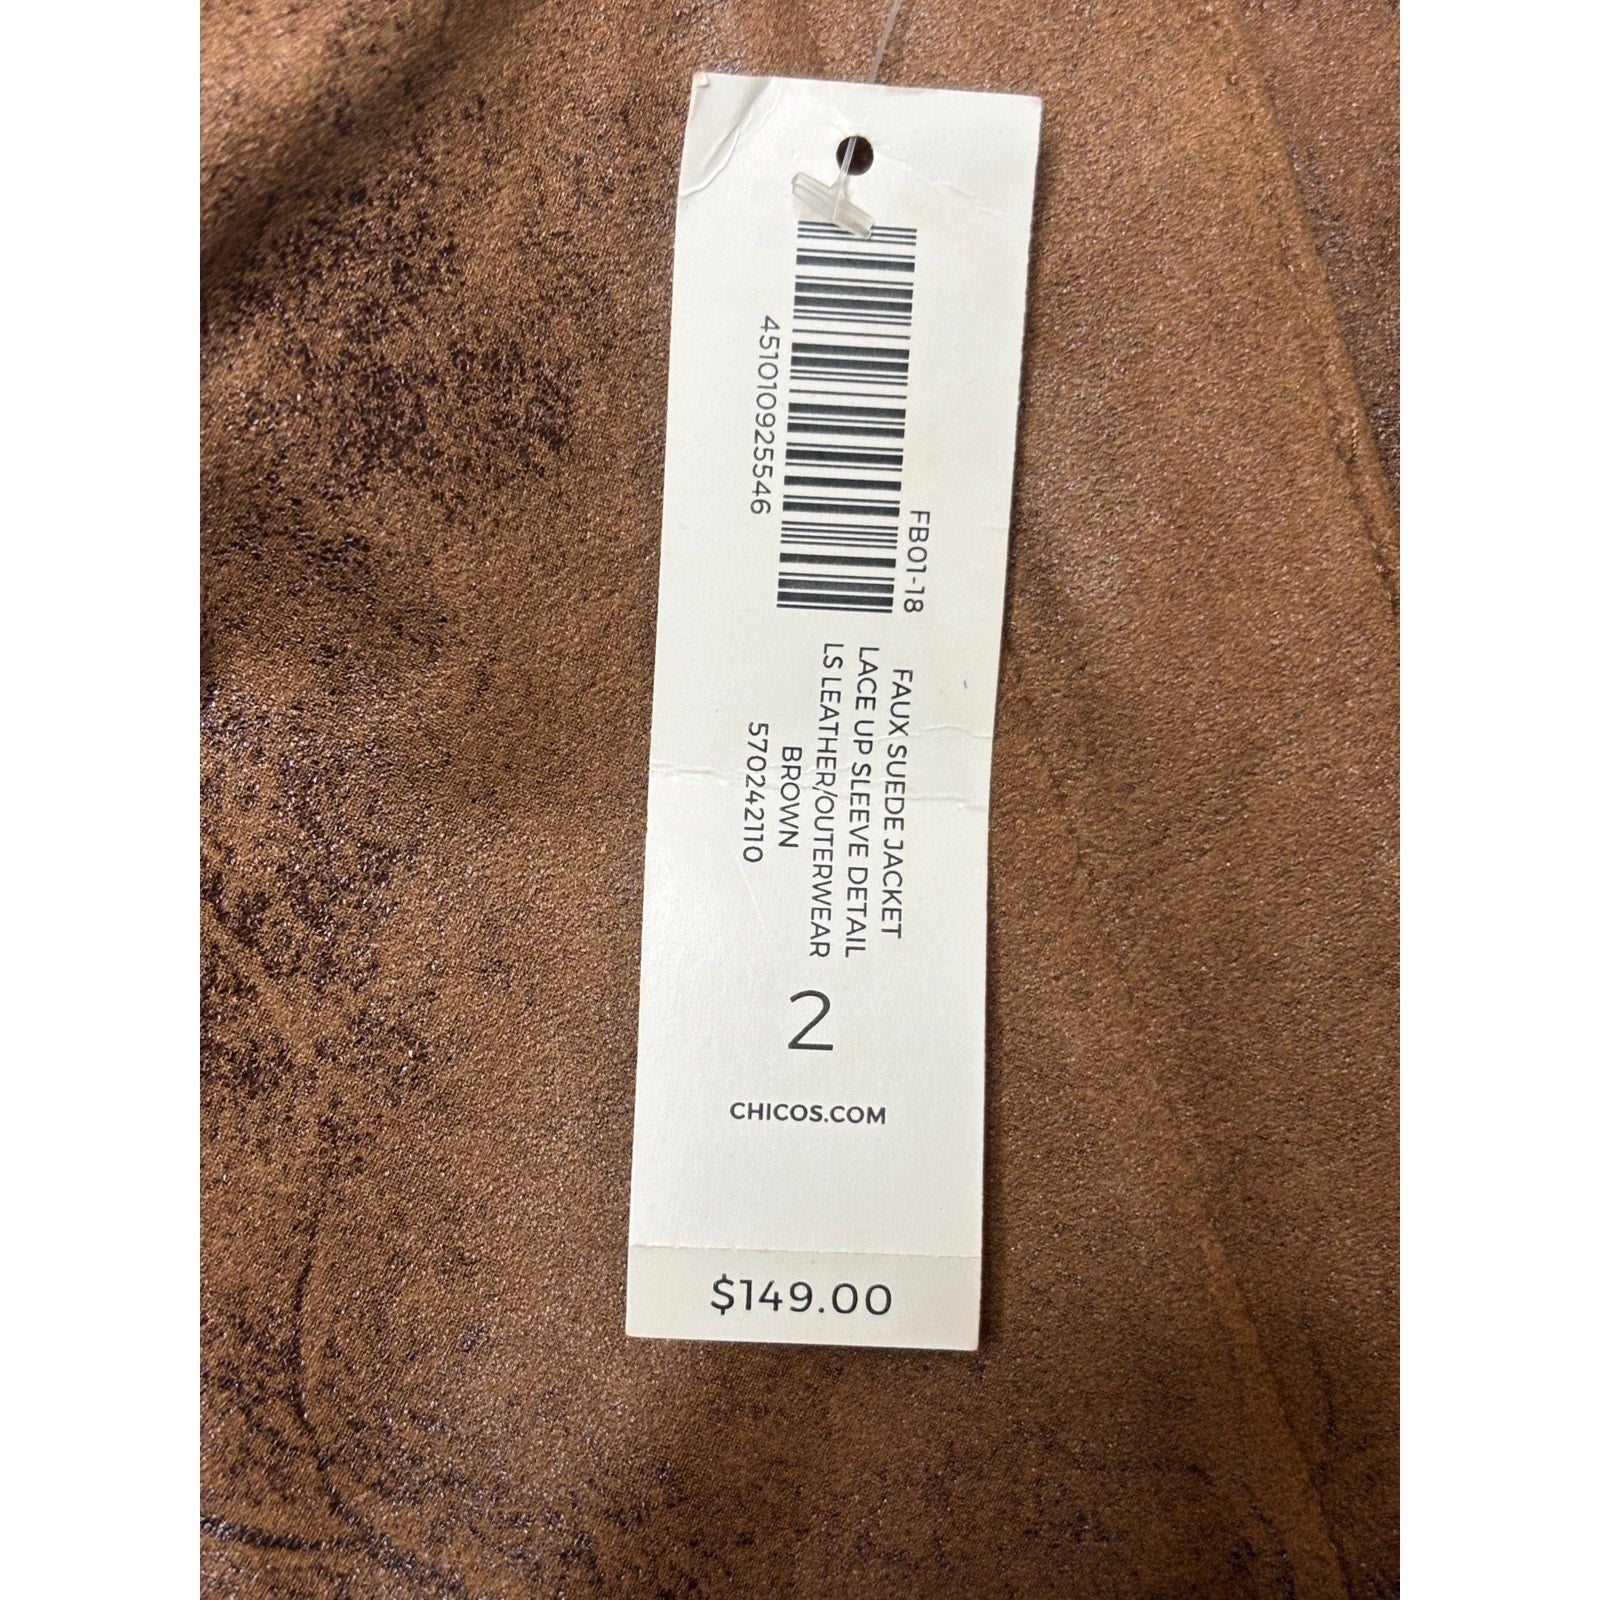 FB01-18
451010925546
FAUX SUEDE JACKET
LACE UP SLEEVE DETAIL
LS LEATHER/OUTERWEAR
BROWN
570242110
2
CHICOS.COM
$149.00